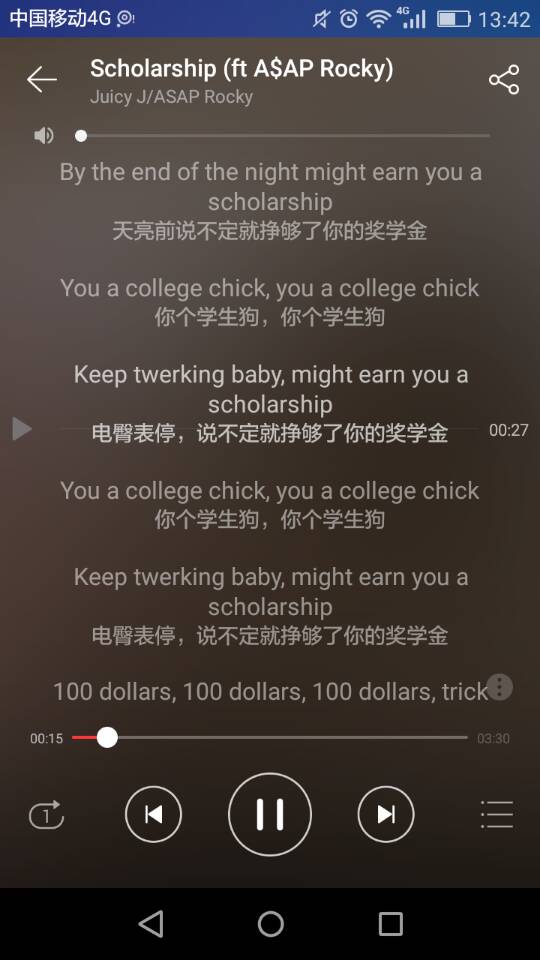 中国移动4G 4G 13:42
Scholarship (ft A$AP Rocky)
Juicy J/ASAP Rocky
By the end of the night might earn you a
scholarship
天亮前说不定就挣够了你的奖学金
You a college chick, you a college chick
你个学生狗，你个学生狗
Keep twerking baby, might earn you a
scholarship
电臀表停，说不定就挣够了你的奖学金
00:27
You a college chick, you a college chick
你个学生狗，你个学生狗
Keep twerking baby, might earn you a
scholarship
电臀表停，说不定就挣够了你的奖学金
100 dollars, 100 dollars, 100 dollars, trick
00:15 03:30
1